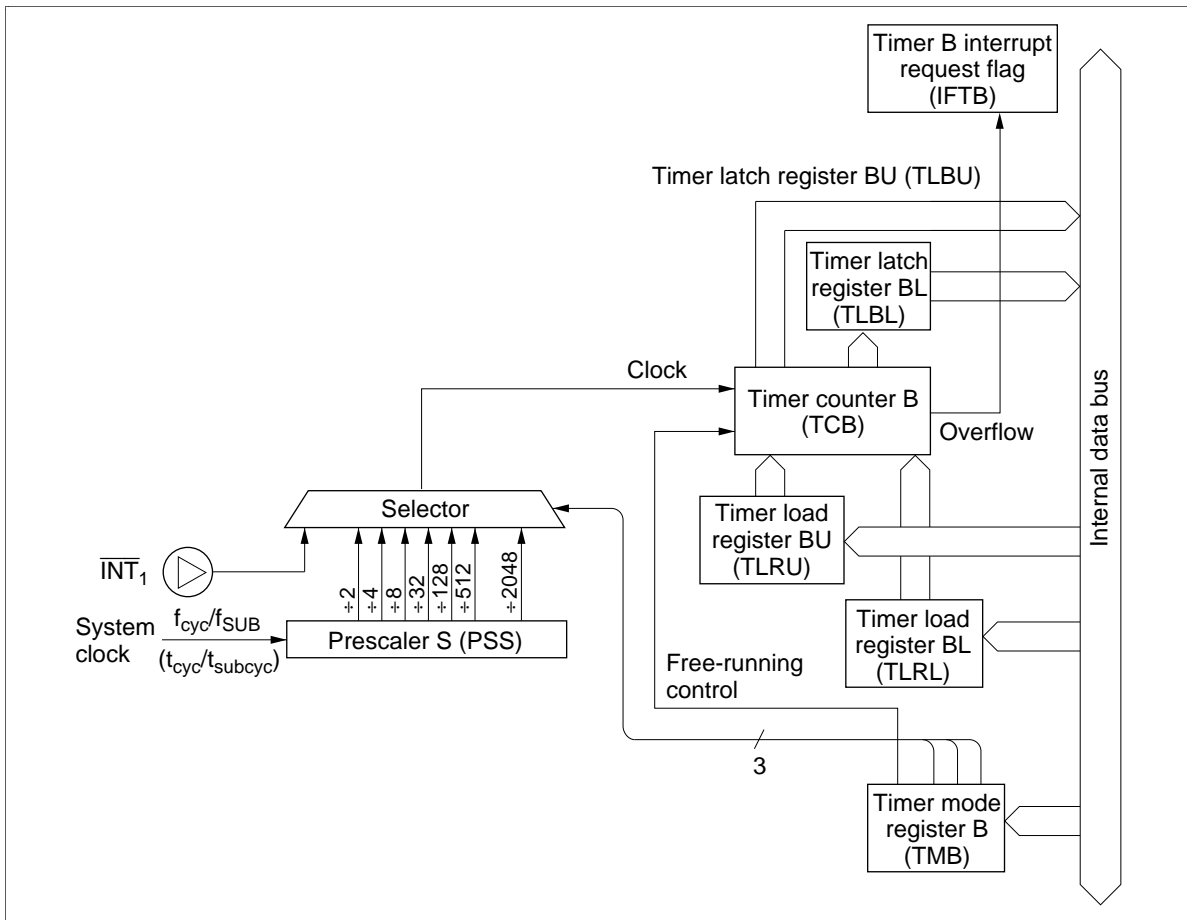 Timer B interrupt
request flag
(IFTB)
Timer latch register BU (TLBU)
Timer latch
register BL
(TLBL)
Clock
Timer counter B
(TCB)
Overflow
Internal data bus
Selector
Timer load
register BU
(TLRU)
INT1
÷2
÷4
÷8
÷32
÷128
÷512
÷2048
System
clock
fcyc/fSUB
(tcyc/tsubcyc)
Prescaler S (PSS)
Timer load
register BL
(TLRL)
Free-running
control
3
Timer mode
register B
(TMB)